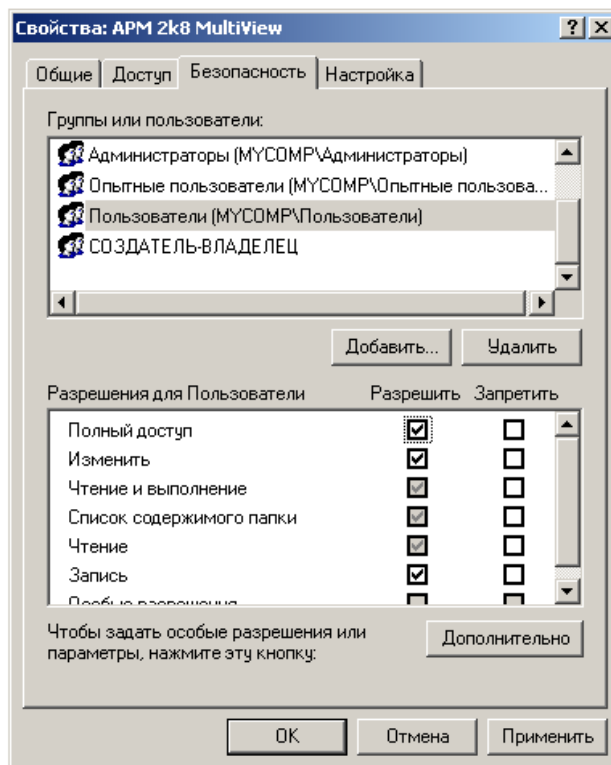 Свойства: APM 2k8 MultiView
Общие Доступ Безопасность Настройка
Группы или пользователи:
Администраторы (MYCOMP\Администраторы)
Опытные пользователи (MYCOMP\Опытные пользова...
Пользователи (MYCOMP\Пользователи)
СОЗДАТЕЛЬ-ВЛАДЕЛЕЦ
Добавить... Удалить
Разрешения для Пользователи Разрешить Запретить
Полный доступ
Изменить
Чтение и выполнение
Список содержимого папки
Чтение
Запись
Особые разрешения
Чтобы задать особые разрешения или
параметры, нажмите эту кнопку: Дополнительно
OK Отмена Применить